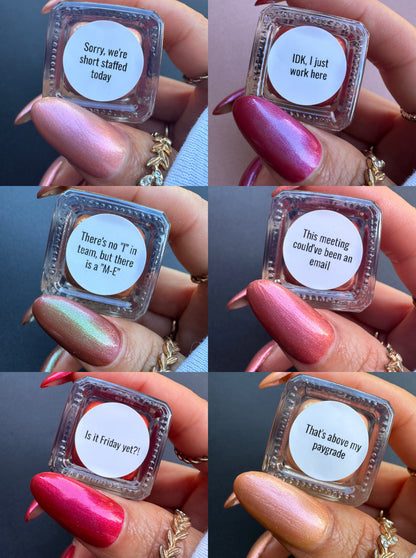 Sorry, we're
short staffed
today
IDK, I just
work here
There's no "I" in
team, but there
is a "M-E"
This meeting
could've been an
email
Is it Friday yet?!
That's above my
paygrade